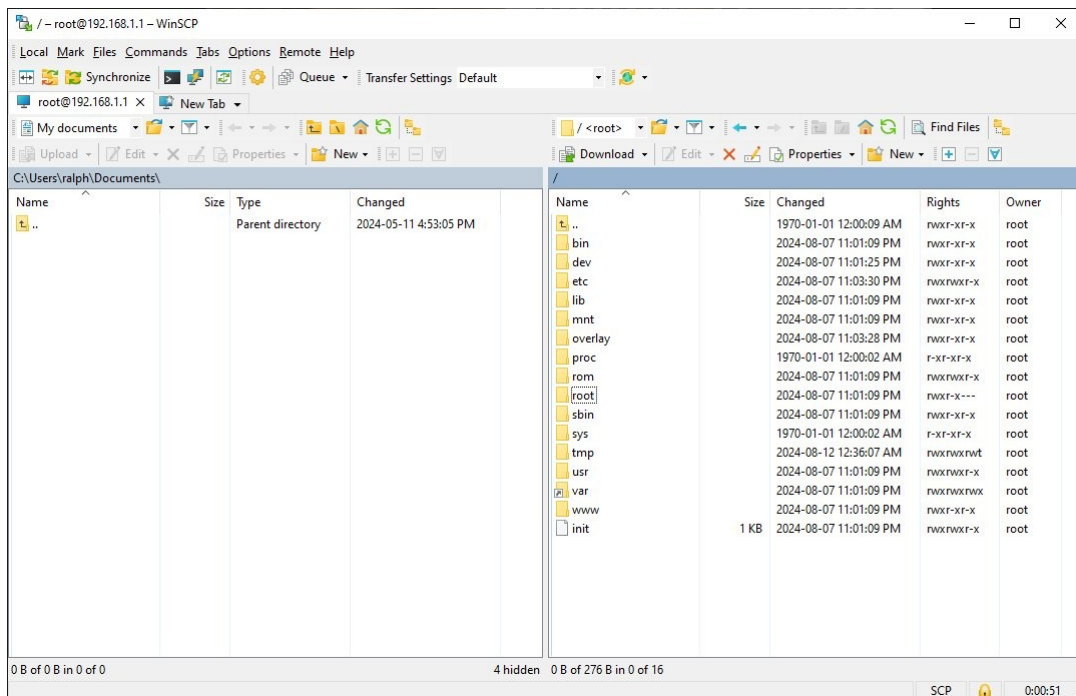 / – root@192.168.1.1 – WinSCP
Local Mark Files Commands Tabs Options Remote Help
Synchronize Queue Transfer Settings Default
root@192.168.1.1 × New Tab
My documents / <root> Find Files
Upload Edit Properties New Download Edit Properties New
C:\Users\ralph\Documents\ /
Name Size Type Changed Name Size Changed Rights Owner
.. Parent directory 2024-05-11 4:53:05 PM .. 1970-01-01 12:00:09 AM rwxr-xr-x root
bin 2024-08-07 11:01:09 PM rwxr-xr-x root
dev 2024-08-07 11:01:25 PM rwxr-xr-x root
etc 2024-08-07 11:03:30 PM rwxrwxr-x root
lib 2024-08-07 11:01:09 PM rwxr-xr-x root
mnt 2024-08-07 11:01:09 PM rwxr-xr-x root
overlay 2024-08-07 11:03:28 PM rwxr-xr-x root
proc 1970-01-01 12:00:02 AM r-xr-xr-x root
rom 2024-08-07 11:01:09 PM rwxrwxr-x root
root 2024-08-07 11:01:09 PM rwxr-x--- root
sbin 2024-08-07 11:01:09 PM rwxr-xr-x root
sys 1970-01-01 12:00:02 AM r-xr-xr-x root
tmp 2024-08-12 12:36:07 AM rwxrwxrwt root
usr 2024-08-07 11:01:09 PM rwxrwxr-x root
var 2024-08-07 11:01:09 PM rwxrwxrwx root
www 2024-08-07 11:01:09 PM rwxr-xr-x root
init 1 KB 2024-08-07 11:01:09 PM rwxrwxr-x root
0 B of 0 B in 0 of 0 4 hidden 0 B of 276 B in 0 of 16
SCP 0:00:51